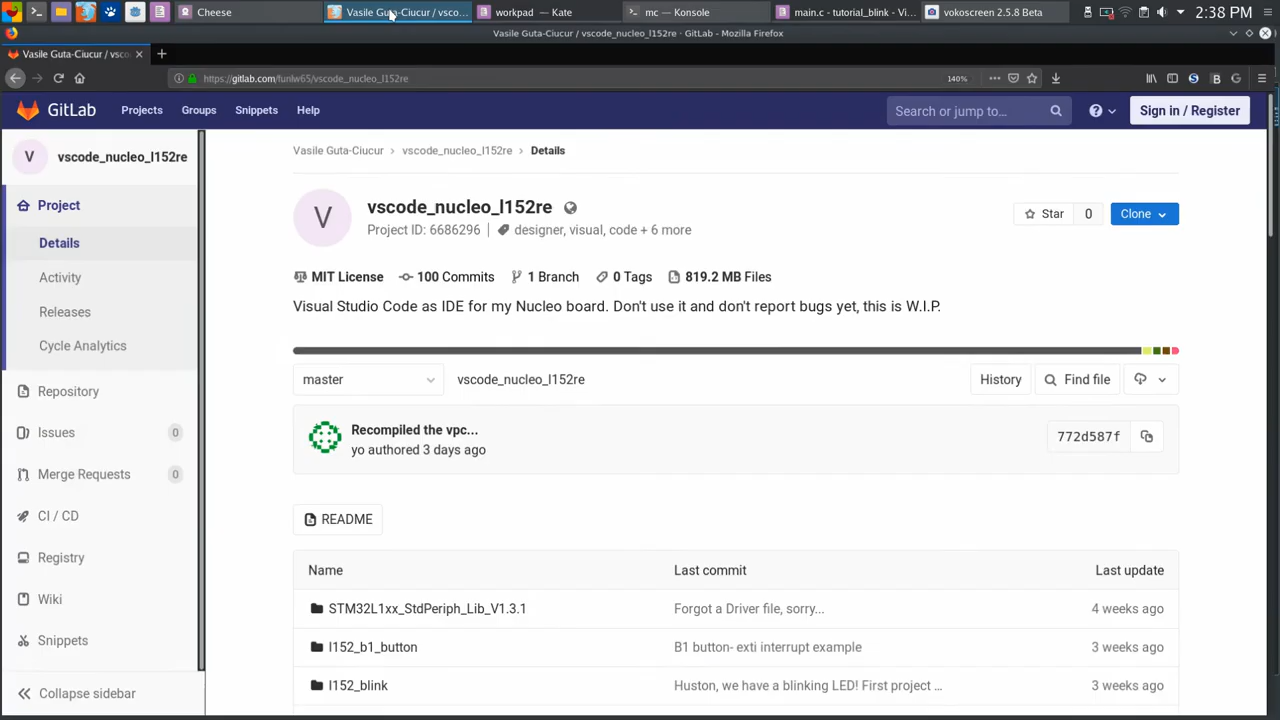 Cheese
Vasile Guta-Ciucur / vsco...
workpad — Kate
mc — Konsole
main.c - tutorial_blink - Vi...
vokoscreen 2.5.8 Beta
2:38 PM
Vasile Guta-Ciucur / vscode_nucleo_l152re · GitLab - Mozilla Firefox
Vasile Guta-Ciucur / vsc
https://gitlab.com/funlw65/vscode_nucleo_l152re
140%
GitLab
Projects
Groups
Snippets
Help
Search or jump to...
Sign in / Register
V
vscode_nucleo_l152re
Project
Details
Activity
Releases
Cycle Analytics
Repository
Issues 0
Merge Requests 0
CI / CD
Registry
Wiki
Snippets
Collapse sidebar
Vasile Guta-Ciucur > vscode_nucleo_l152re > Details
V
vscode_nucleo_l152re
Project ID: 6686296 | designer, visual, code + 6 more
Star 0
Clone
MIT License 100 Commits 1 Branch 0 Tags 819.2 MB Files
Visual Studio Code as IDE for my Nucleo board. Don't use it and don't report bugs yet, this is W.I.P.
master
vscode_nucleo_l152re
History
Find file
Recompiled the vpc...
yo authored 3 days ago
772d587f
README
Name Last commit Last update
STM32L1xx_StdPeriph_Lib_V1.3.1 Forgot a Driver file, sorry... 4 weeks ago
l152_b1_button B1 button- exti interrupt example 3 weeks ago
l152_blink Huston, we have a blinking LED! First project ... 3 weeks ago